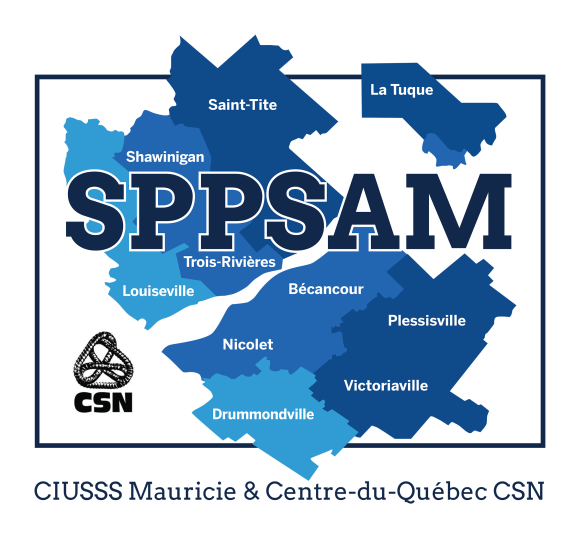 Saint-Tite
La Tuque
Shawinigan
SPPSAM
Trois-Rivières
Louiseville
Bécancour
Plessisville
Nicolet
Victoriaville
Drummondville
CSN
CIUSSS Mauricie & Centre-du-Québec CSN